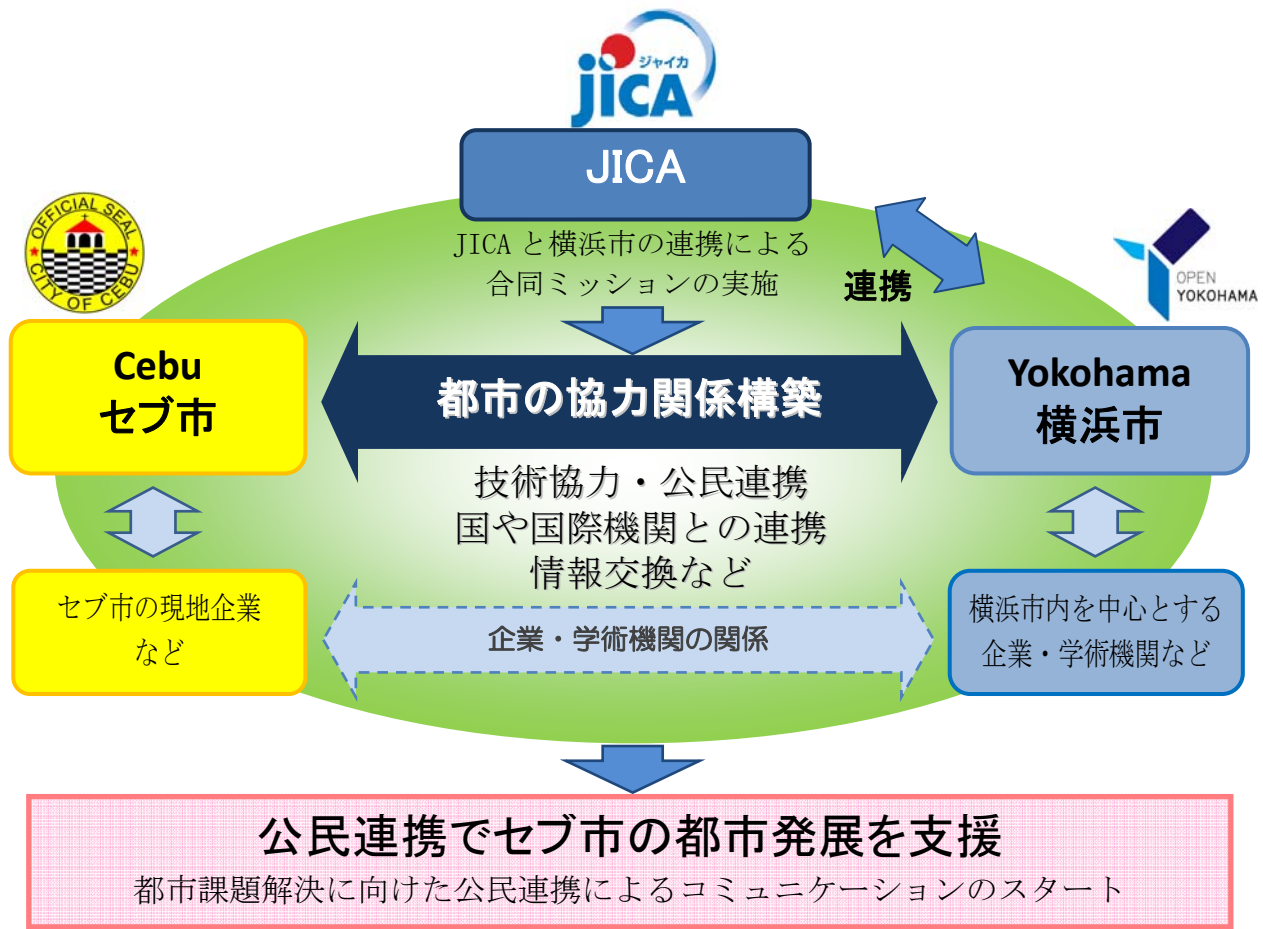 ジャイカ
JICA
JICA
OFFICIAL SEAL
CITY OF CEBU
JICA と横浜市の連携による
合同ミッションの実施
連携
OPEN
YOKOHAMA
Cebu
セブ市
都市の協力関係構築
Yokohama
横浜市
技術協力・公民連携
国や国際機関との連携
情報交換など
セブ市の現地企業
など
企業・学術機関の関係
横浜市内を中心とする
企業・学術機関など
公民連携でセブ市の都市発展を支援
都市課題解決に向けた公民連携によるコミュニケーションのスタート